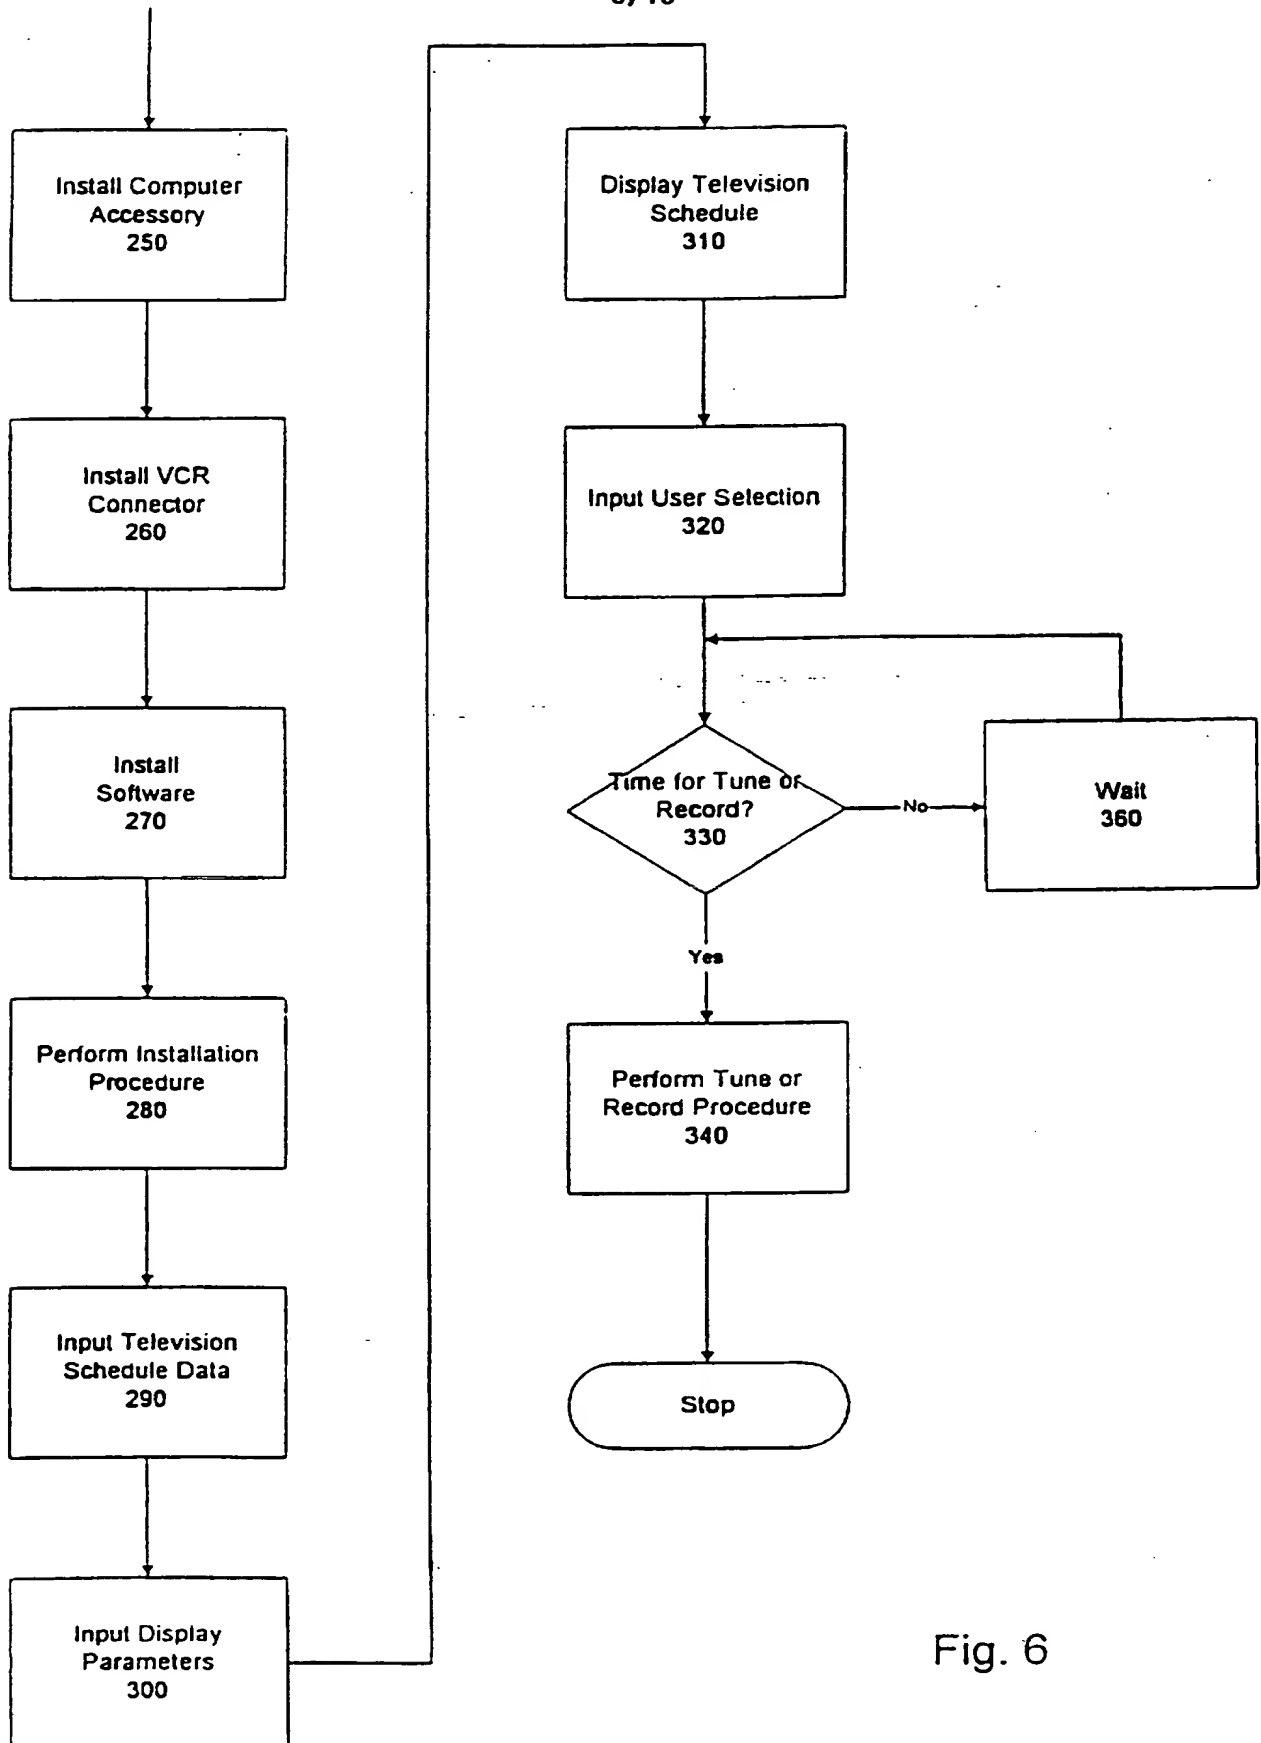 Install Computer
Accessory
250
Install VCR
Connector
260
Install
Software
270
Perform Installation
Procedure
280
Input Television
Schedule Data
290
Input Display
Parameters
300
Display Television
Schedule
310
Input User Selection
320
Time for Tune or
Record?
330
No
Wait
360
Yes
Perform Tune or
Record Procedure
340
Stop
Fig. 6